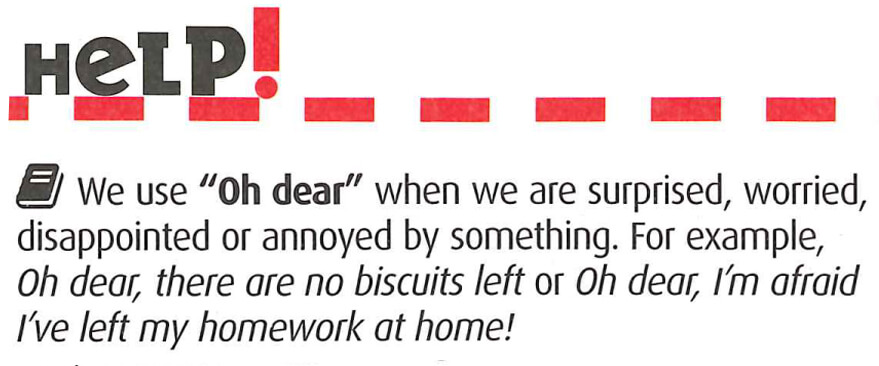 HeLP!
We use “Oh dear” when we are surprised, worried,
disappointed or annoyed by something. For example,
Oh dear, there are no biscuits left or Oh dear, I’m afraid
I’ve left my homework at home!